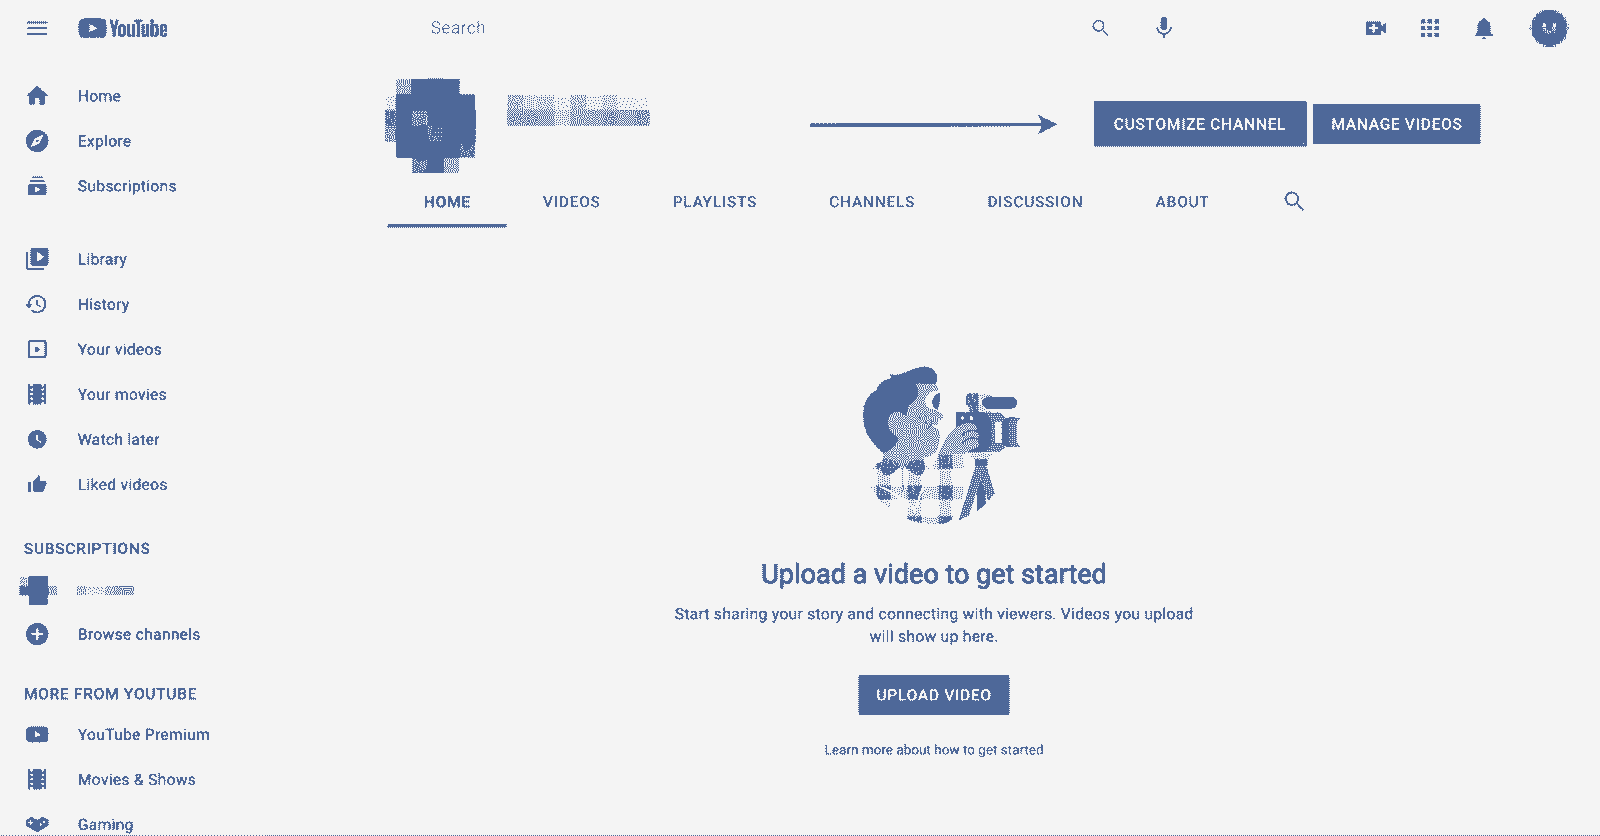 YouTube
Search
Home
Explore
Subscriptions
Library
History
Your videos
Your movies
Watch later
Liked videos
SUBSCRIPTIONS
Browse channels
MORE FROM YOUTUBE
YouTube Premium
Movies & Shows
Gaming
CUSTOMIZE CHANNEL MANAGE VIDEOS
HOME VIDEOS PLAYLISTS CHANNELS DISCUSSION ABOUT
Upload a video to get started
Start sharing your story and connecting with viewers. Videos you upload
will show up here.
UPLOAD VIDEO
Learn more about how to get started